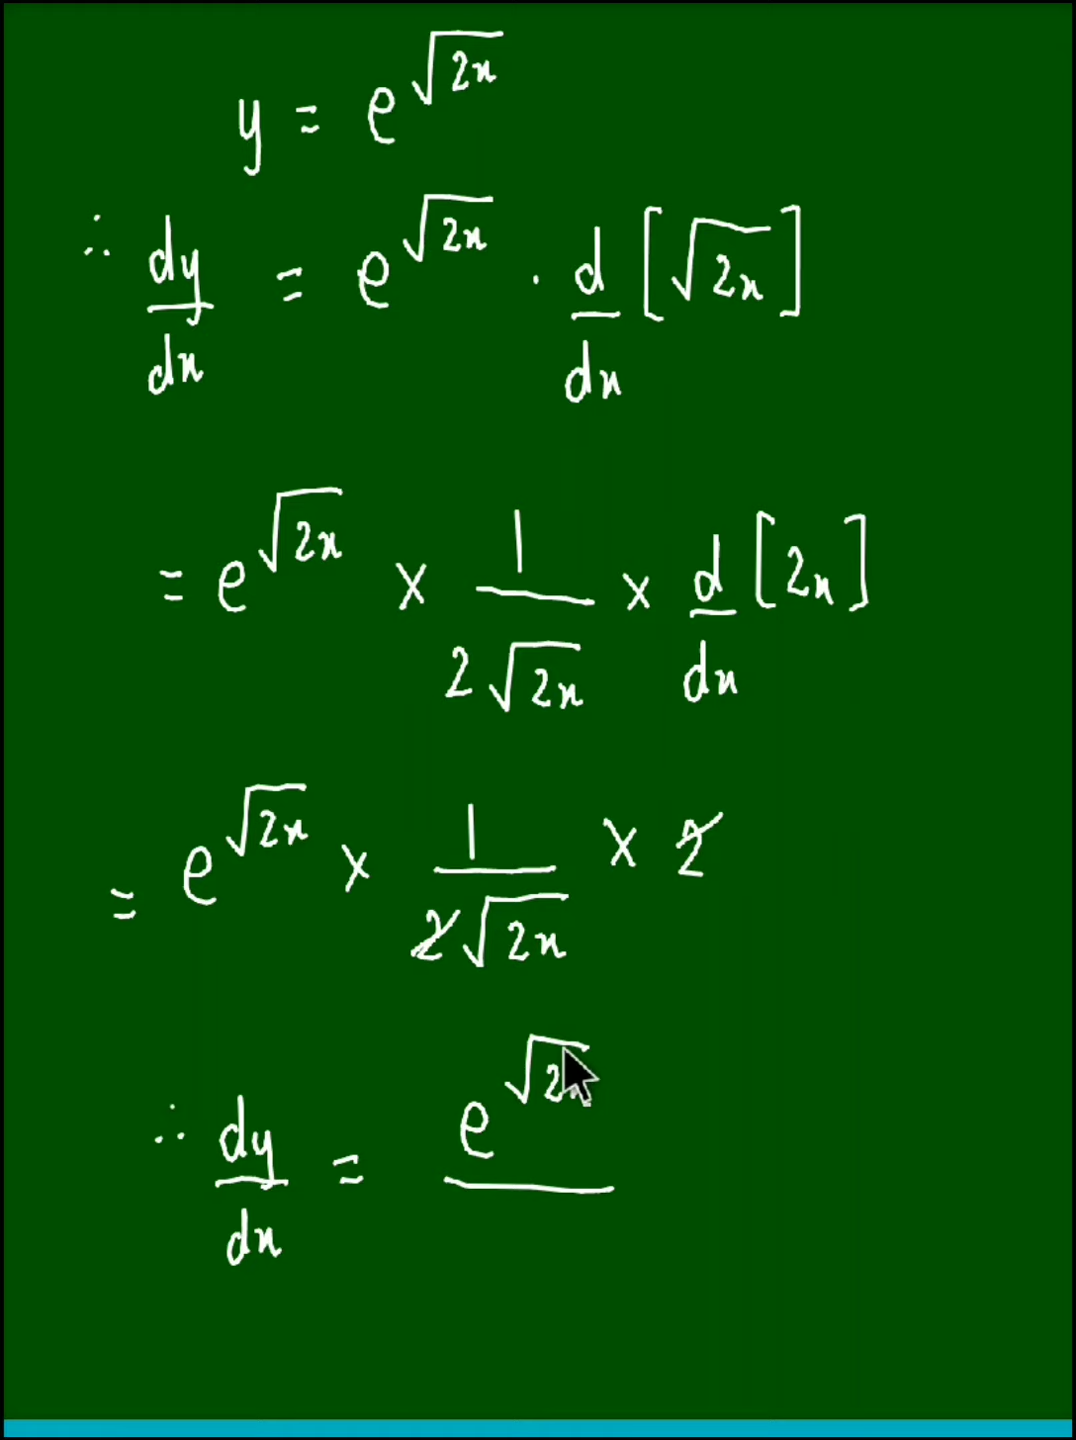 y = e^√(2x)
∴ dy/dx = e^√(2x) · d/dx [√(2x)]
= e^√(2x) × 1/(2√(2x)) × d/dx [2x]
= e^√(2x) × 1/(2√(2x)) × 2
∴ dy/dx = e^√(2x)